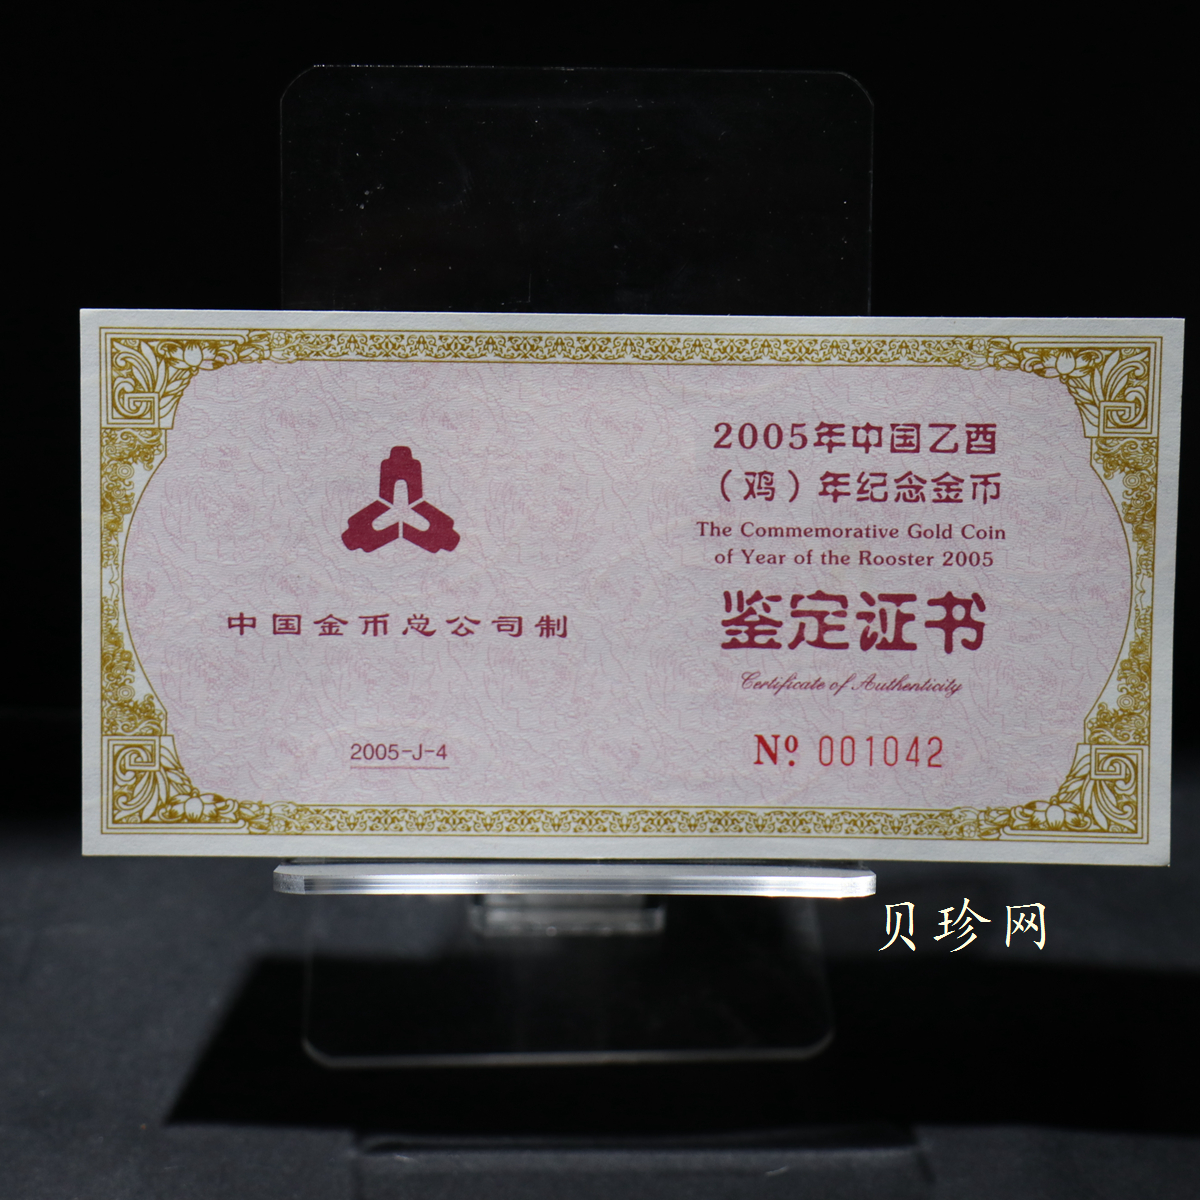 中国金币总公司制
2005-J-4
2005年中国乙酉
（鸡）年纪念金币
The Commemorative Gold Coin
of Year of the Rooster 2005
鉴定证书
Certificate of Authenticity
Nº 001042
贝珍网